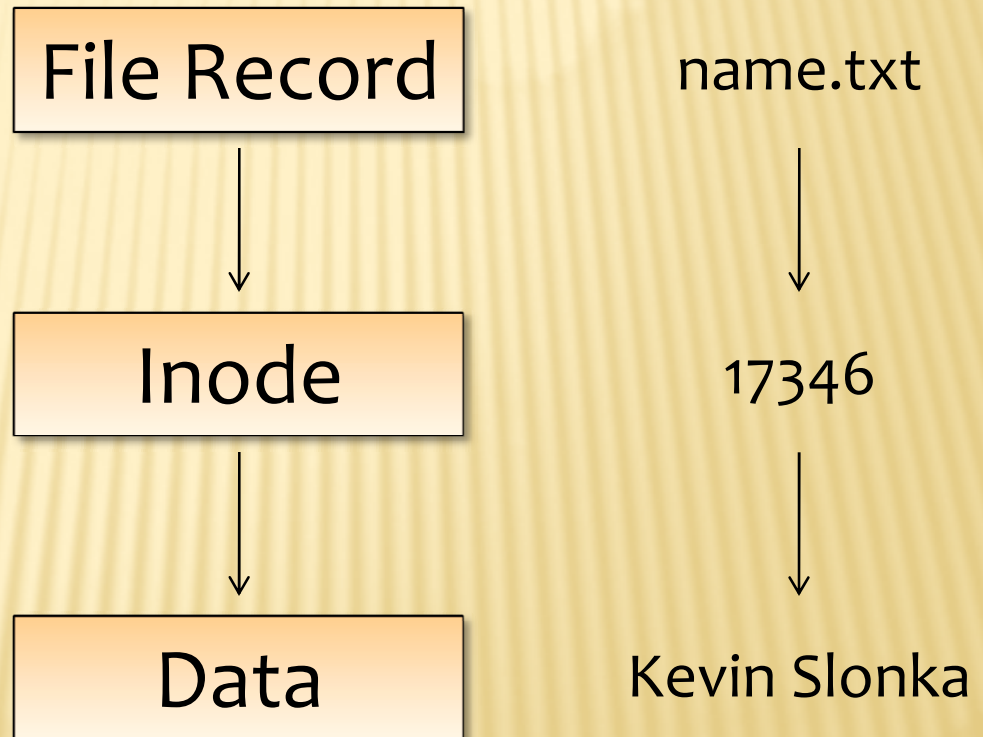 File Record
name.txt
Inode
17346
Data
Kevin Slonka